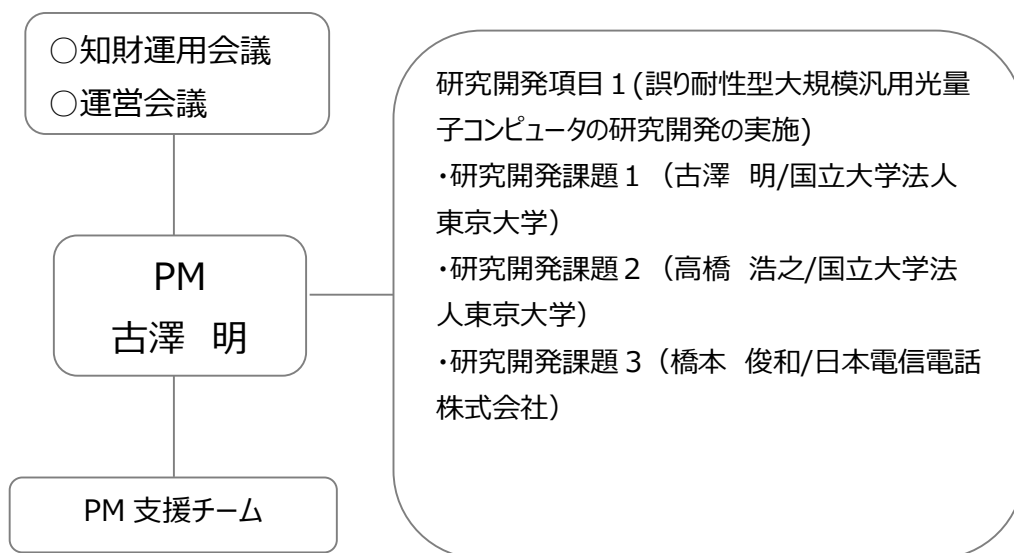 ○知財運用会議
○運営会議
PM
古澤　明
PM 支援チーム
研究開発項目１(誤り耐性型大規模汎用光量
子コンピュータの研究開発の実施)
・研究開発課題１（古澤　明/国立大学法人
東京大学）
・研究開発課題２（高橋　浩之/国立大学法
人東京大学）
・研究開発課題３（橋本　俊和/日本電信電話
株式会社）